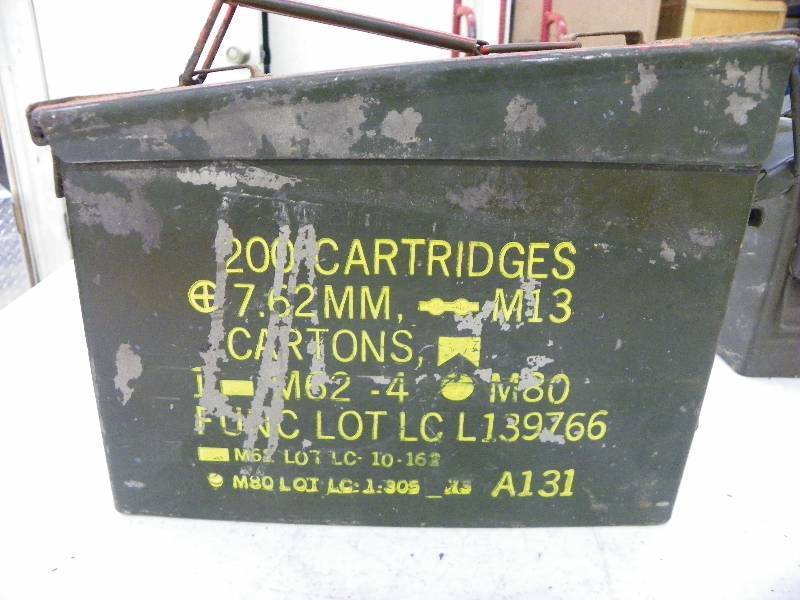 200 CARTRIDGES
7.62MM, M13
CARTONS,
1 M62 - 4 M80
FUNC LOT LC L139766
M62 LOT LC- 10-162
M80 LOT LC- A131